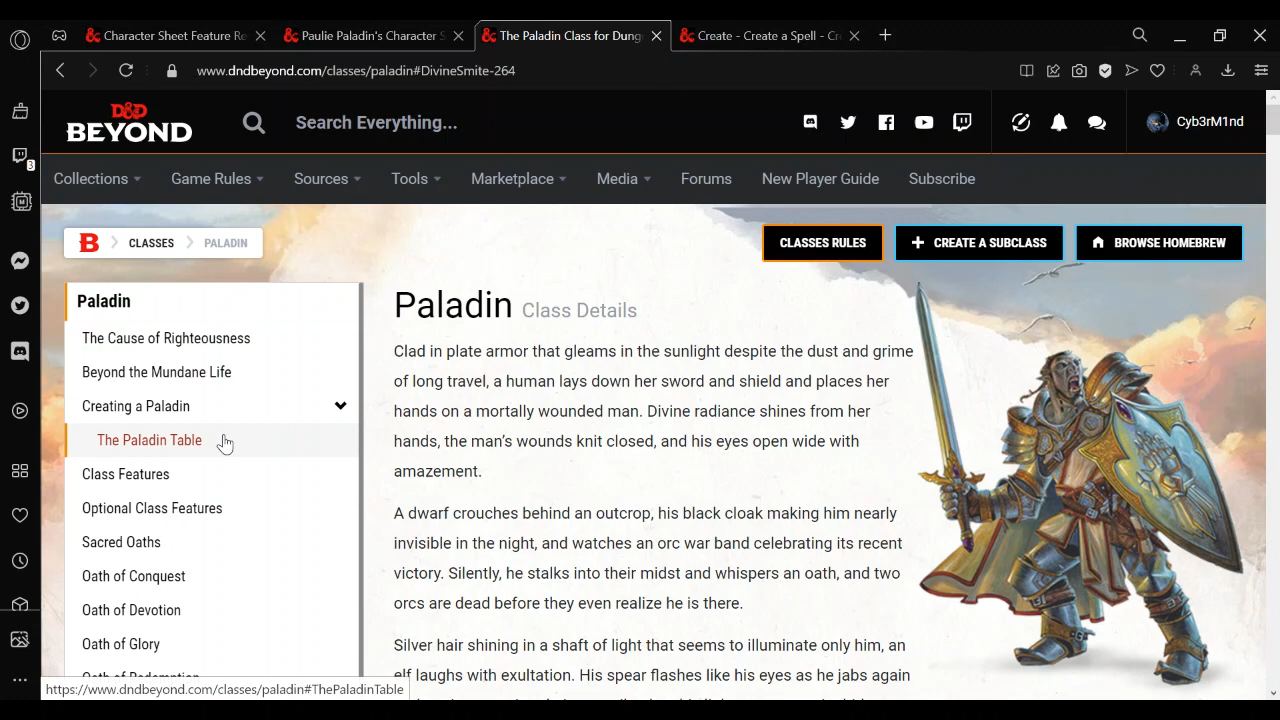 Character Sheet Feature Re
Paulie Paladin's Character S
The Paladin Class for Dung
Create - Create a Spell - Cr
www.dndbeyond.com/classes/paladin#DivineSmite-264
D&D
BEYOND
Search Everything...
Cyb3rM1nd
3
Collections
Game Rules
Sources
Tools
Marketplace
Media
Forums
New Player Guide
Subscribe
B
CLASSES
PALADIN
CLASSES RULES
CREATE A SUBCLASS
BROWSE HOMEBREW
Paladin
The Cause of Righteousness
Beyond the Mundane Life
Creating a Paladin
The Paladin Table
Class Features
Optional Class Features
Sacred Oaths
Oath of Conquest
Oath of Devotion
Oath of Glory
Oath of Redemption
Paladin Class Details
Clad in plate armor that gleams in the sunlight despite the dust and grime
of long travel, a human lays down her sword and shield and places her
hands on a mortally wounded man. Divine radiance shines from her
hands, the man's wounds knit closed, and his eyes open wide with
amazement.
A dwarf crouches behind an outcrop, his black cloak making him nearly
invisible in the night, and watches an orc war band celebrating its recent
victory. Silently, he stalks into their midst and whispers an oath, and two
orcs are dead before they even realize he is there.
Silver hair shining in a shaft of light that seems to illuminate only him, an
elf laughs with exultation. His spear flashes like his eyes as he jabs again
https://www.dndbeyond.com/classes/paladin#ThePaladinTable